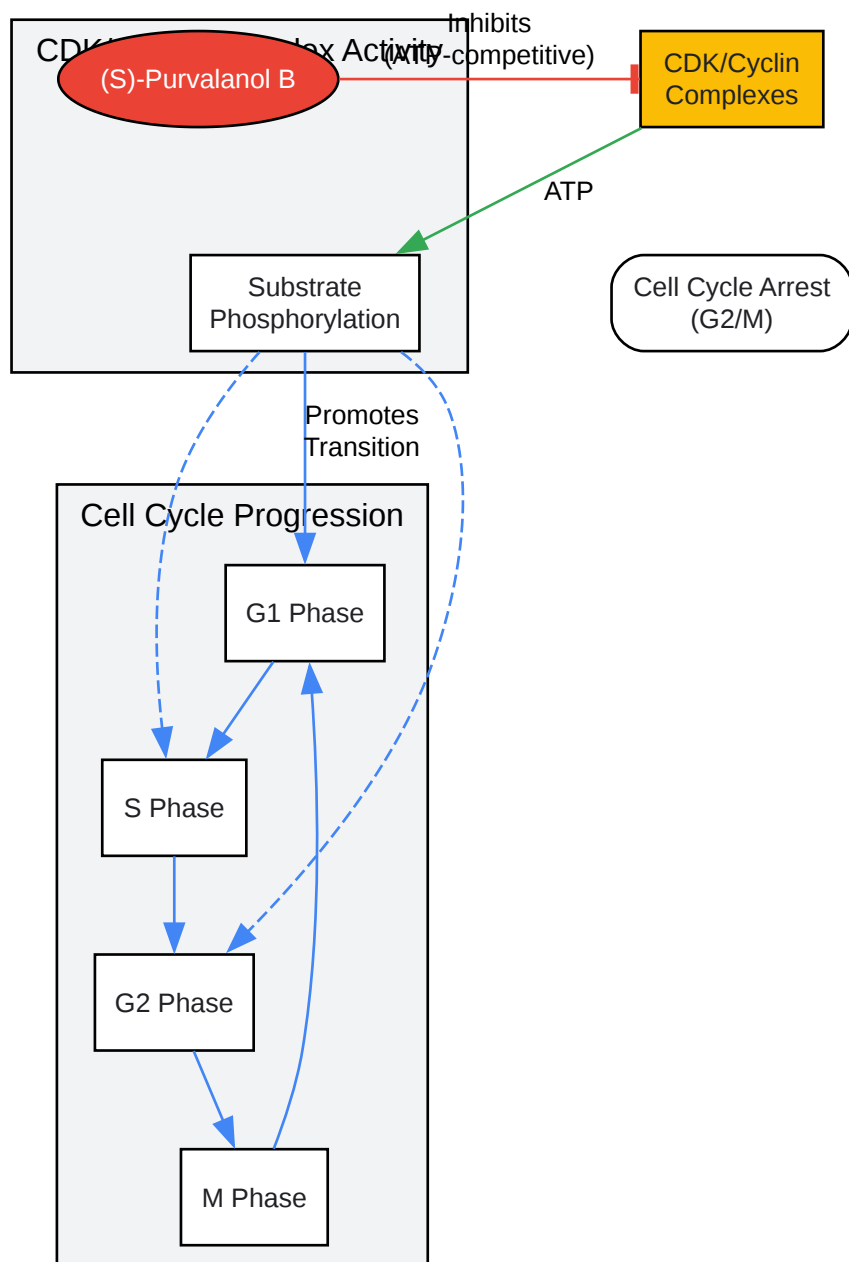 Inhibits
(ATP-competitive)
CDK/ ex Activity
(S)-Purvalanol B
CDK/Cyclin
Complexes
ATP
Substrate
Phosphorylation
Cell Cycle Arrest
(G2/M)
Promotes
Transition
Cell Cycle Progression
G1 Phase
S Phase
G2 Phase
M Phase